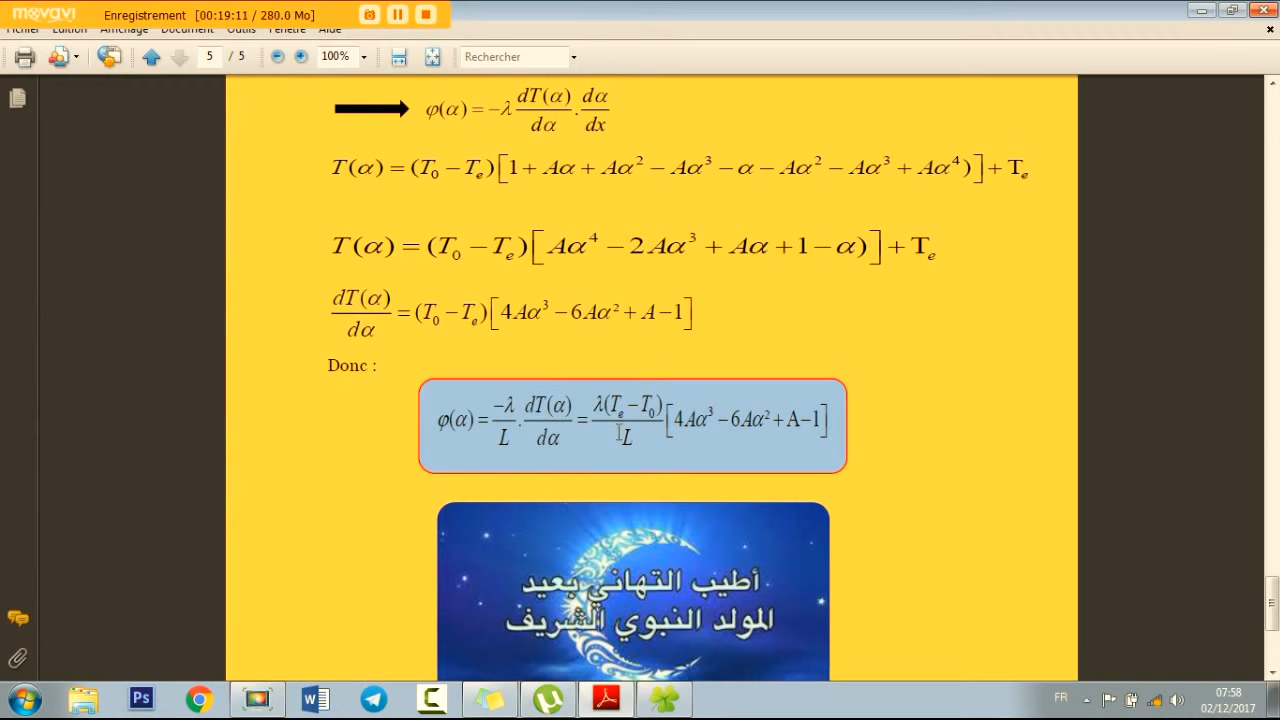 movavi Enregistrement [00:19:11 / 280.0 Mo]
Fichier Edition Affichage Document Outils Fenêtre Aide
5 / 5 100% Rechercher
φ(α) = −λ dT(α)/dα . dα/dx
T(α) = (T₀ − Tₑ)[1 + Aα + Aα² − Aα³ − α − Aα² − Aα³ + Aα⁴)] + Tₑ
T(α) = (T₀ − Tₑ)[Aα⁴ − 2Aα³ + Aα + 1 − α)] + Tₑ
dT(α)/dα = (T₀ − Tₑ)[4Aα³ − 6Aα² + A − 1]
Donc :
φ(α) = −λ/L . dT(α)/dα = λ(Tₑ − T₀)/L [4Aα³ − 6Aα² + A − 1]
أطيب التهاني بعيد
المولد النبوي الشريف
Ps W C
FR 07:58
02/12/2017